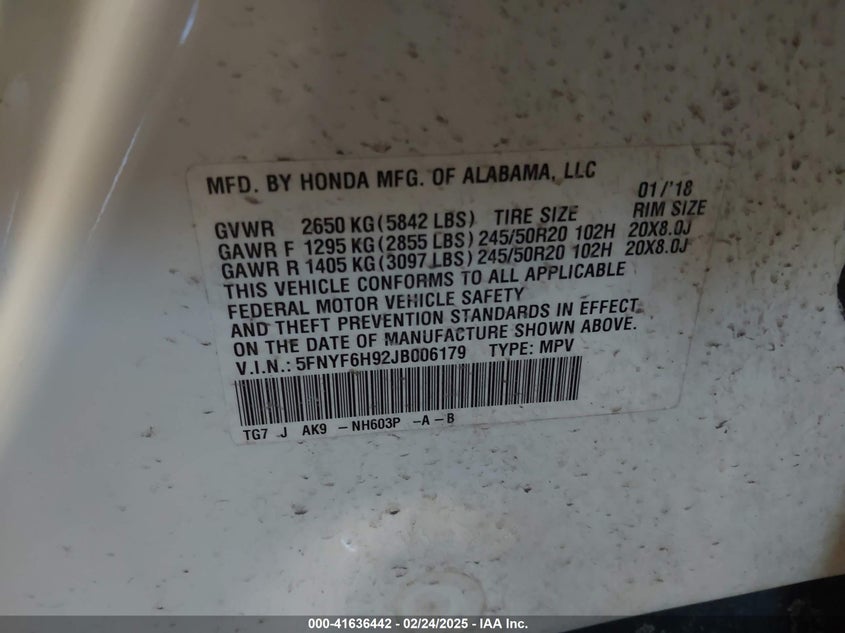 MFD. BY HONDA MFG. OF ALABAMA, LLC 01/'18
GVWR 2650 KG(5842 LBS) TIRE SIZE RIM SIZE
GAWR F 1295 KG(2855 LBS) 245/50R20 102H 20X8.0J
GAWR R 1405 KG(3097 LBS) 245/50R20 102H 20X8.0J
THIS VEHICLE CONFORMS TO ALL APPLICABLE
FEDERAL MOTOR VEHICLE SAFETY
AND THEFT PREVENTION STANDARDS IN EFFECT
ON THE DATE OF MANUFACTURE SHOWN ABOVE.
V.I.N.: 5FNYF6H92JB006179 TYPE: MPV
TG7 J AK9 -NH603P -A-B
000-41636442 - 02/24/2025 - IAA Inc.